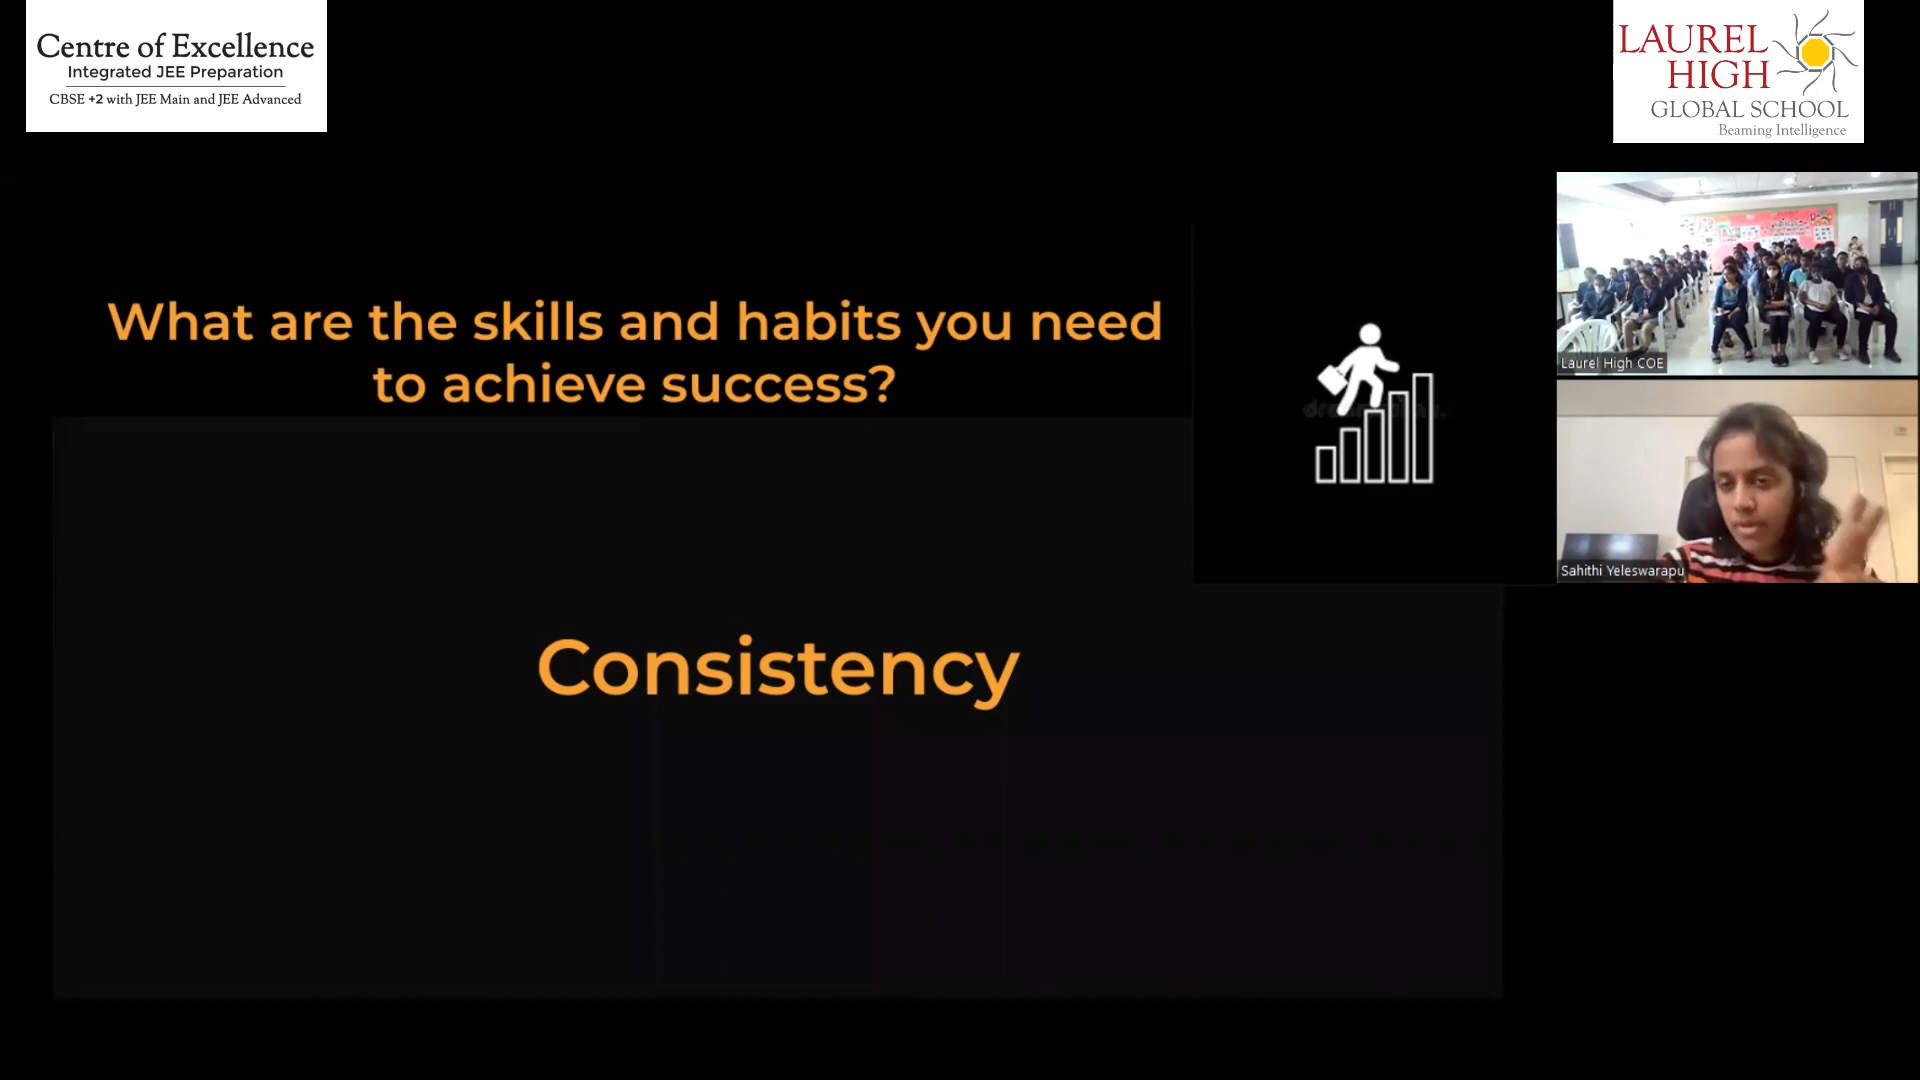 Centre of Excellence
Integrated JEE Preparation
CBSE +2 with JEE Main and JEE Advanced
LAUREL
HIGH
GLOBAL SCHOOL
Beaming Intelligence
What are the skills and habits you need
to achieve success?
Laurel High COE
Sahithi Yeleswarapu
Consistency